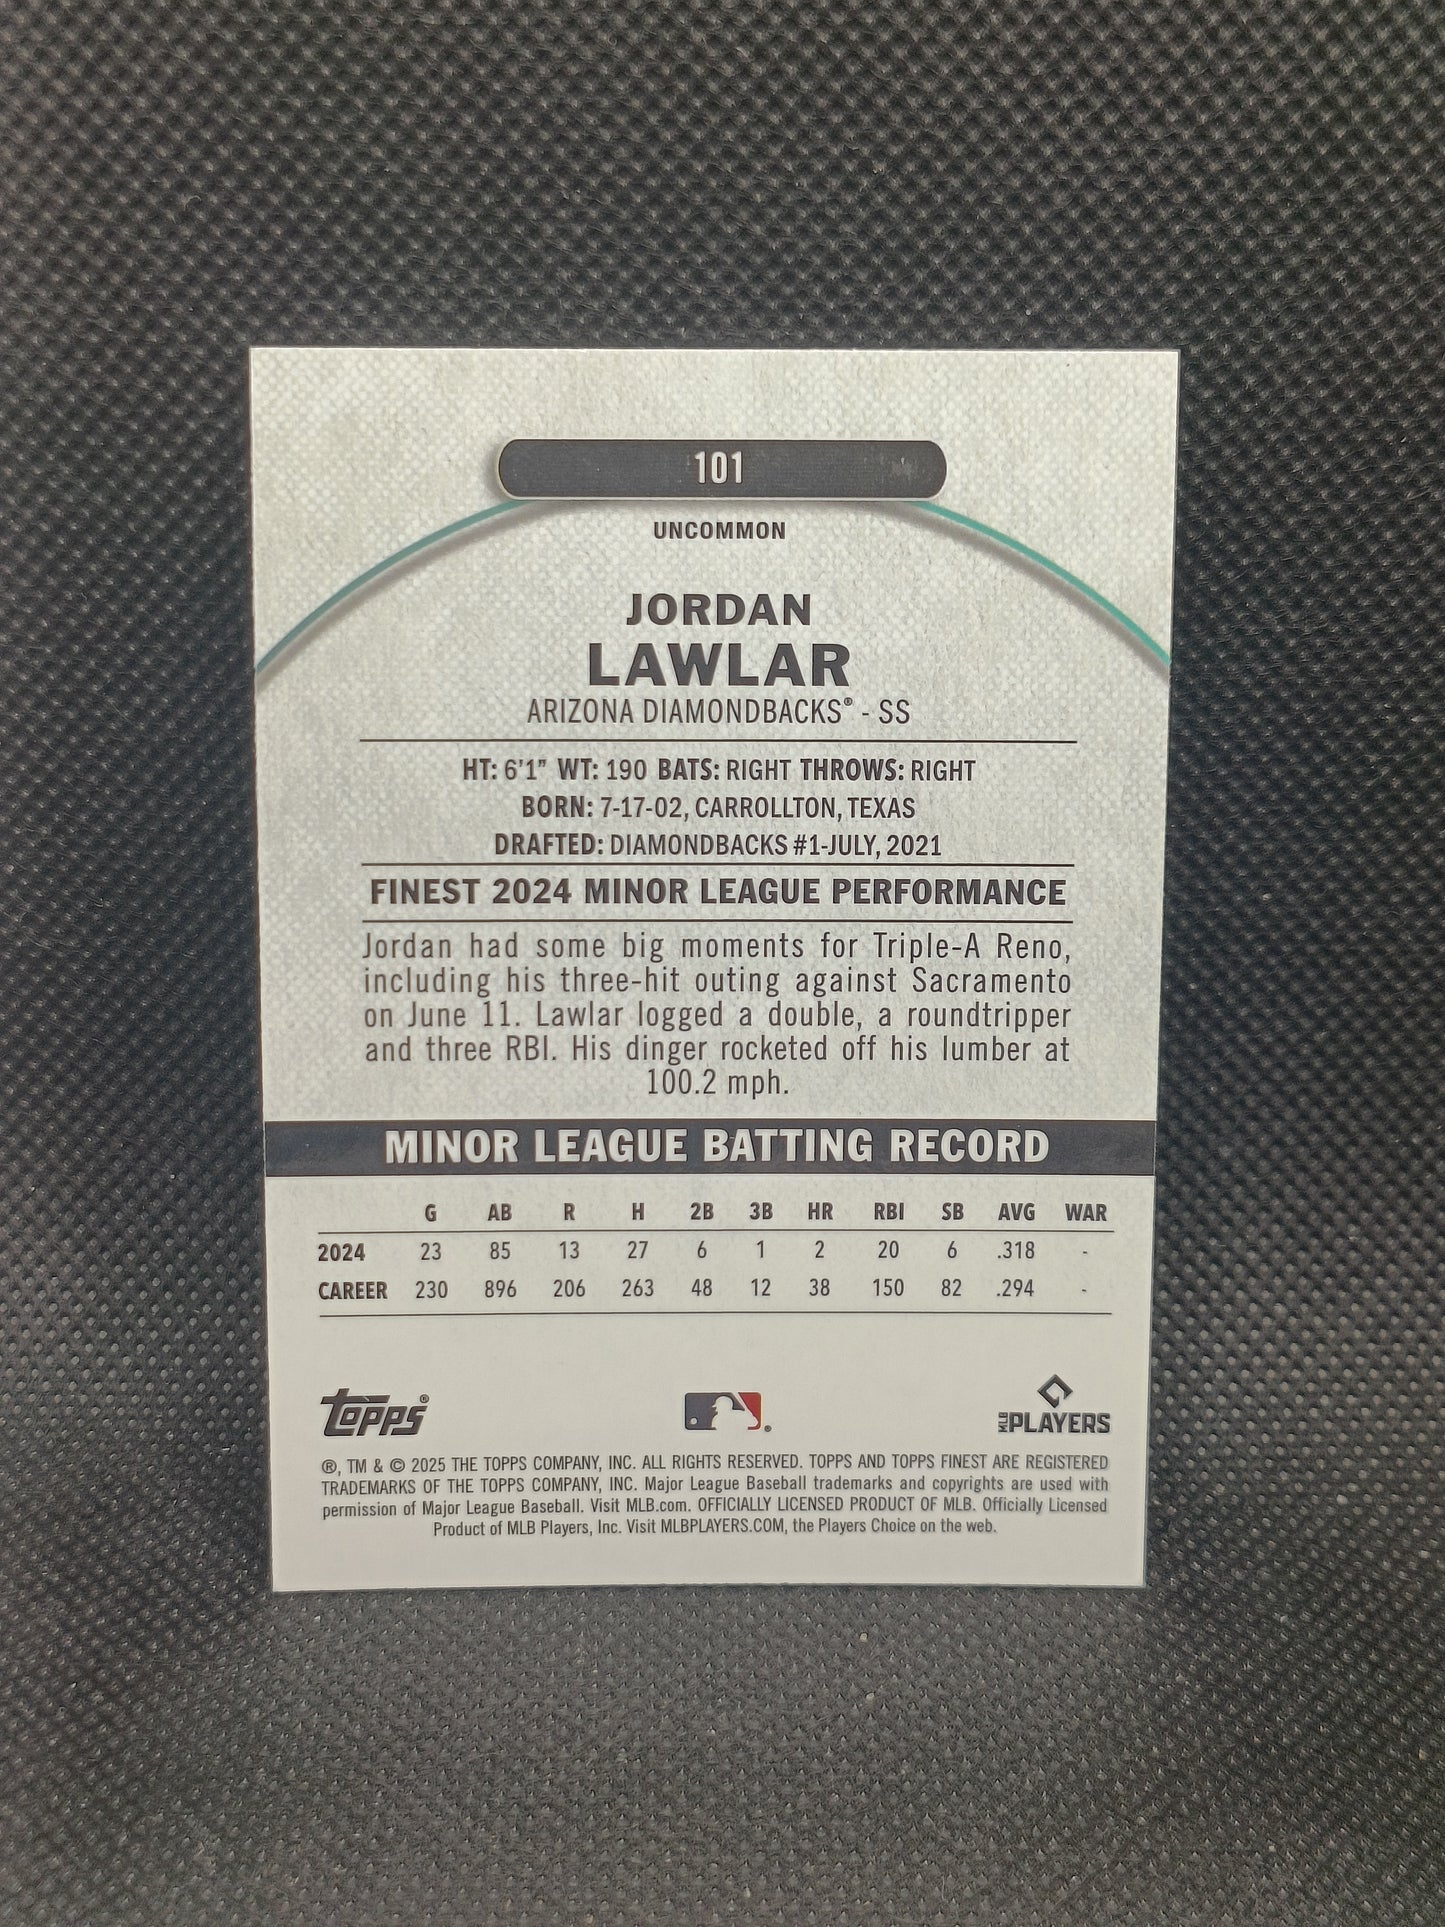 101
UNCOMMON
JORDAN
LAWLAR
ARIZONA DIAMONDBACKS® - SS
HT: 6'1" WT: 190 BATS: RIGHT THROWS: RIGHT
BORN: 7-17-02, CARROLLTON, TEXAS
DRAFTED: DIAMONDBACKS #1-JULY, 2021
FINEST 2024 MINOR LEAGUE PERFORMANCE
Jordan had some big moments for Triple-A Reno,
including his three-hit outing against Sacramento
on June 11. Lawlar logged a double, a roundtripper
and three RBI. His dinger rocketed off his lumber at
100.2 mph.
MINOR LEAGUE BATTING RECORD
G AB R H 2B 3B HR RBI SB AVG WAR
2024 23 85 13 27 6 1 2 20 6 .318 -
CAREER 230 896 206 263 48 12 38 150 82 .294 -
Topps®
®
MLB PLAYERS
®, TM & © 2025 THE TOPPS COMPANY, INC. ALL RIGHTS RESERVED. TOPPS AND TOPPS FINEST ARE REGISTERED
TRADEMARKS OF THE TOPPS COMPANY, INC. Major League Baseball trademarks and copyrights are used with
permission of Major League Baseball. Visit MLB.com. OFFICIALLY LICENSED PRODUCT OF MLB. Officially Licensed
Product of MLB Players, Inc. Visit MLBPLAYERS.COM, the Players Choice on the web.